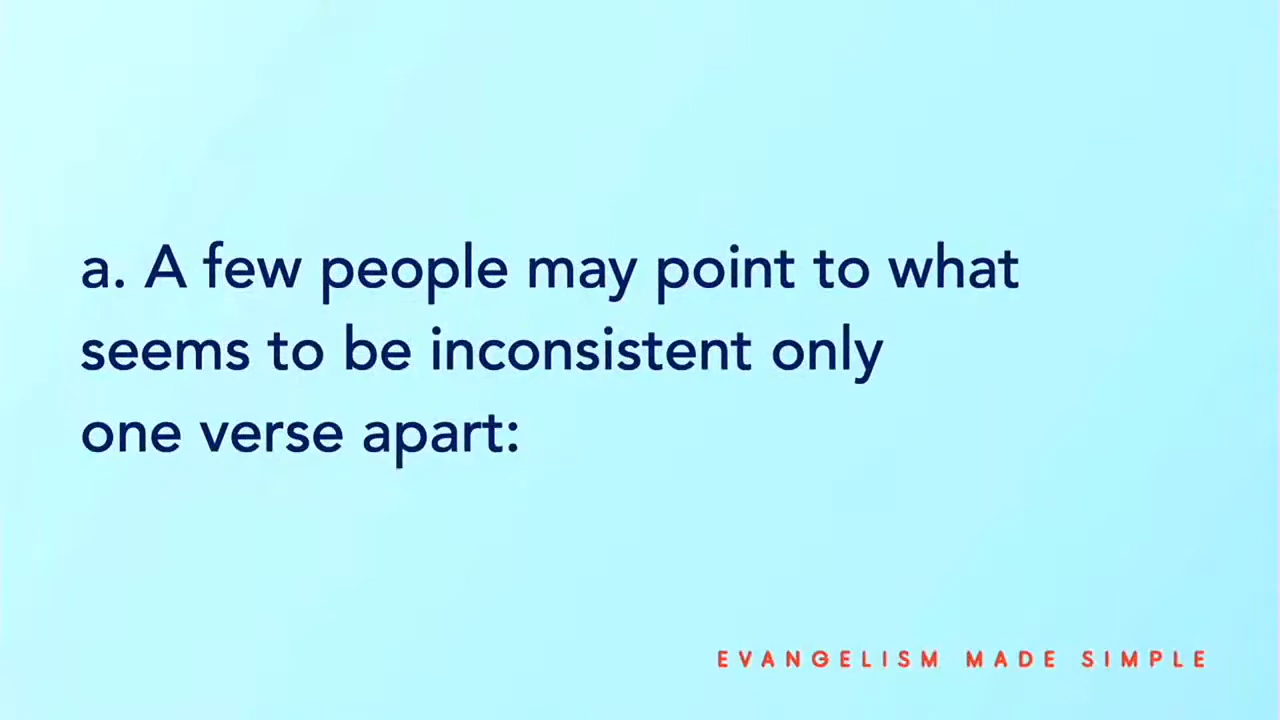 a. A few people may point to what
seems to be inconsistent only
one verse apart:
EVANGELISM MADE SIMPLE